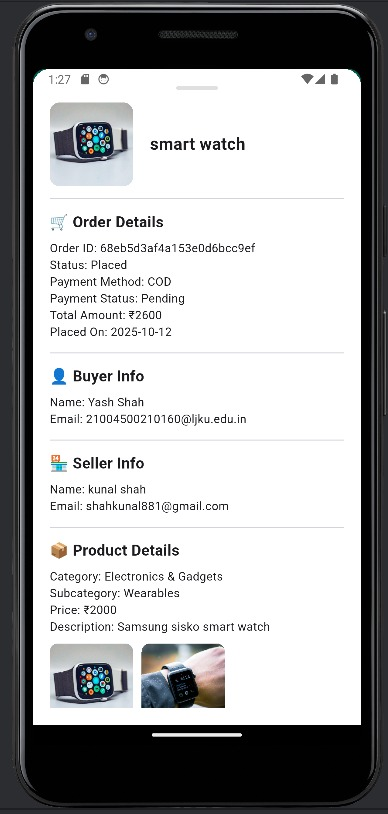 1:27
smart watch
Order Details
Order ID: 68eb5d3af4a153e0d6bcc9ef
Status: Placed
Payment Method: COD
Payment Status: Pending
Total Amount: ₹2600
Placed On: 2025-10-12
Buyer Info
Name: Yash Shah
Email: 21004500210160@ljku.edu.in
Seller Info
Name: kunal shah
Email: shahkunal881@gmail.com
Product Details
Category: Electronics & Gadgets
Subcategory: Wearables
Price: ₹2000
Description: Samsung sisko smart watch